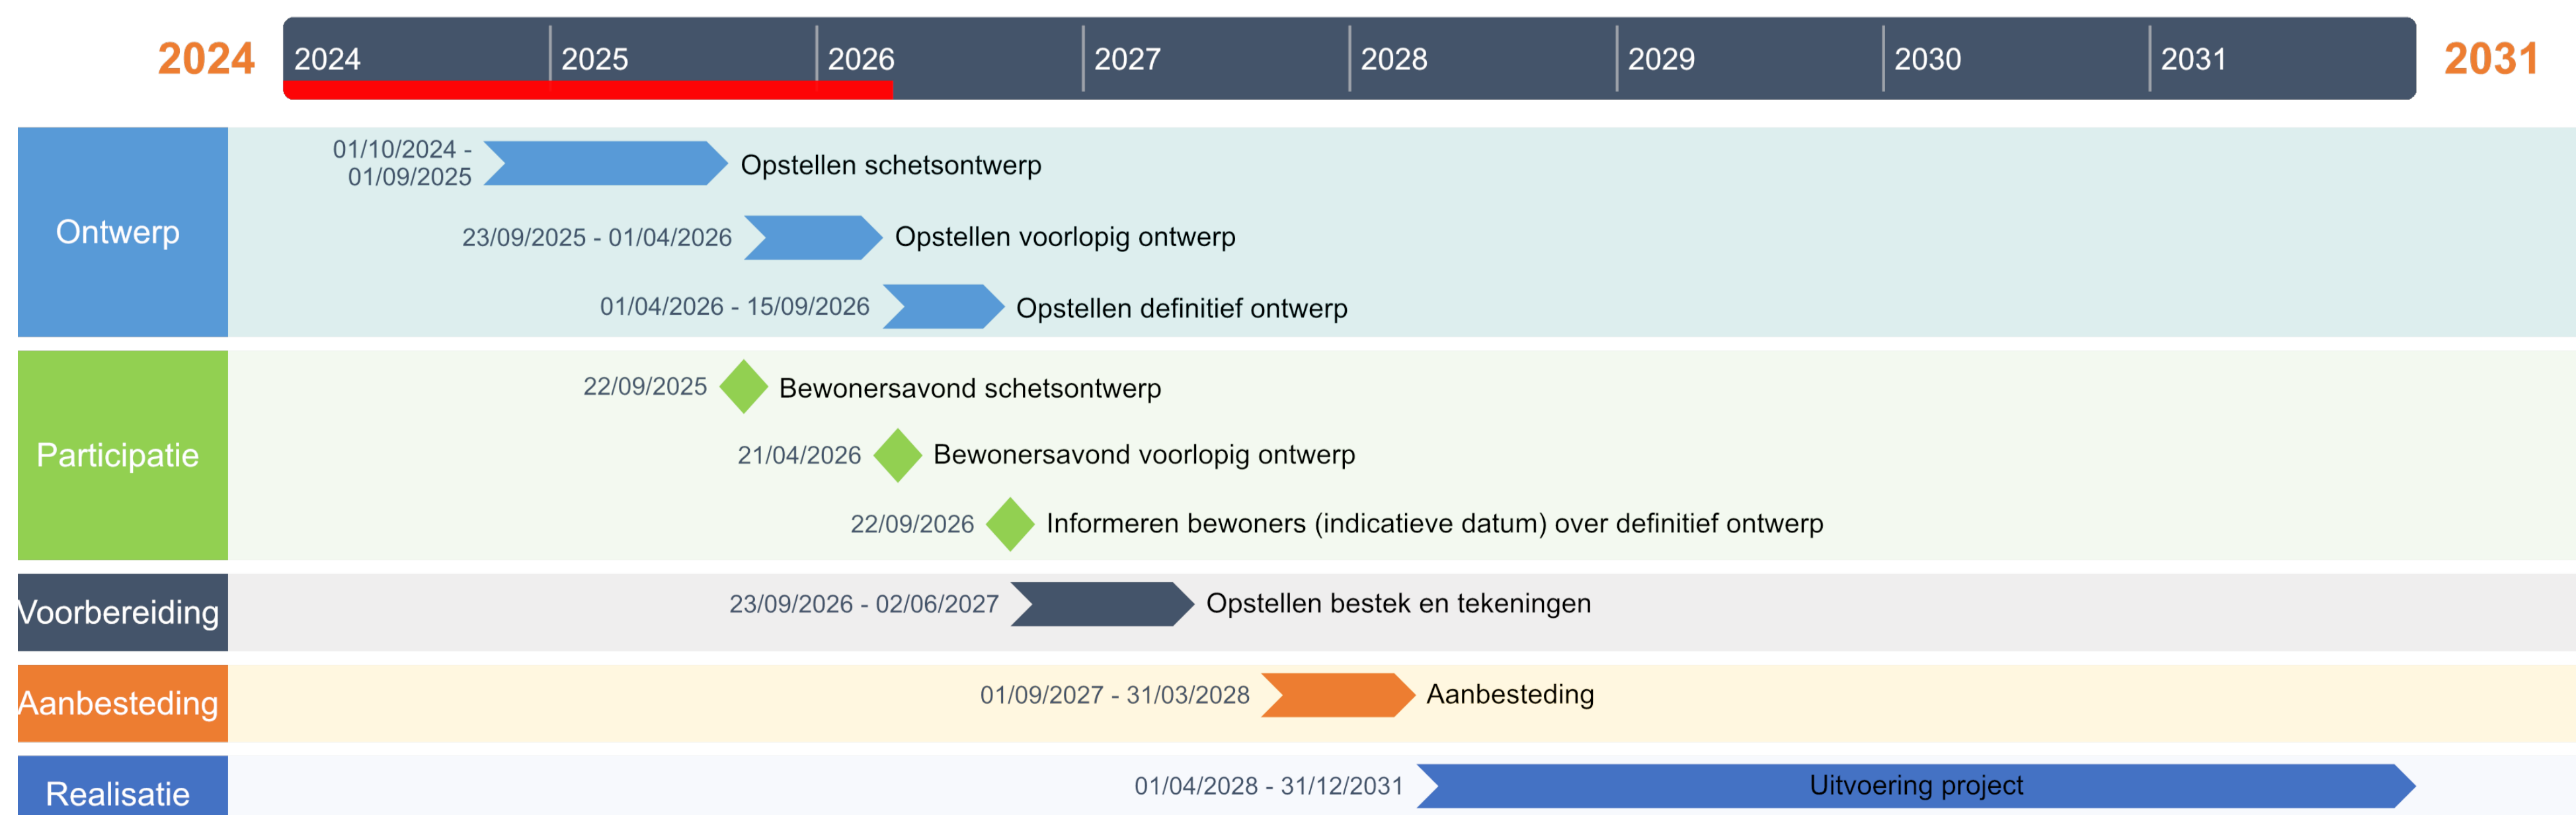 2024
2024 2025 2026 2027 2028 2029 2030 2031
2031
Ontwerp
01/10/2024 -
01/09/2025
Opstellen schetsontwerp
23/09/2025 - 01/04/2026
Opstellen voorlopig ontwerp
01/04/2026 - 15/09/2026
Opstellen definitief ontwerp
Participatie
22/09/2025
Bewonersavond schetsontwerp
21/04/2026
Bewonersavond voorlopig ontwerp
22/09/2026
Informeren bewoners (indicatieve datum) over definitief ontwerp
Voorbereiding
23/09/2026 - 02/06/2027
Opstellen bestek en tekeningen
Aanbesteding
01/09/2027 - 31/03/2028
Aanbesteding
Realisatie
01/04/2028 - 31/12/2031
Uitvoering project